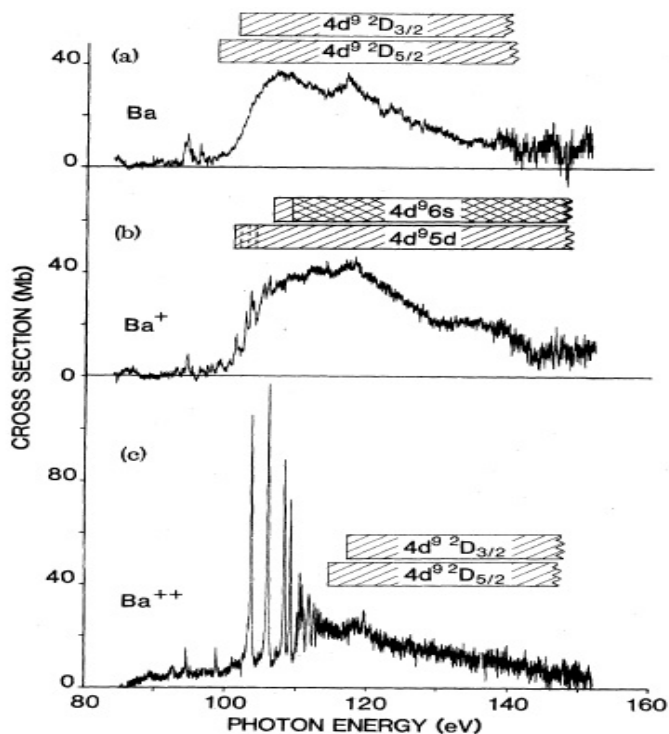 (a)
4d⁹ ²D₃/₂
4d⁹ ²D₅/₂
40
Ba
0
(b)
4d⁹6s
4d⁹5d
40
Ba⁺
0
CROSS SECTION (Mb)
(c)
80
4d⁹ ²D₃/₂
4d⁹ ²D₅/₂
40
Ba⁺⁺
0
80 100 120 140 160
PHOTON ENERGY (eV)